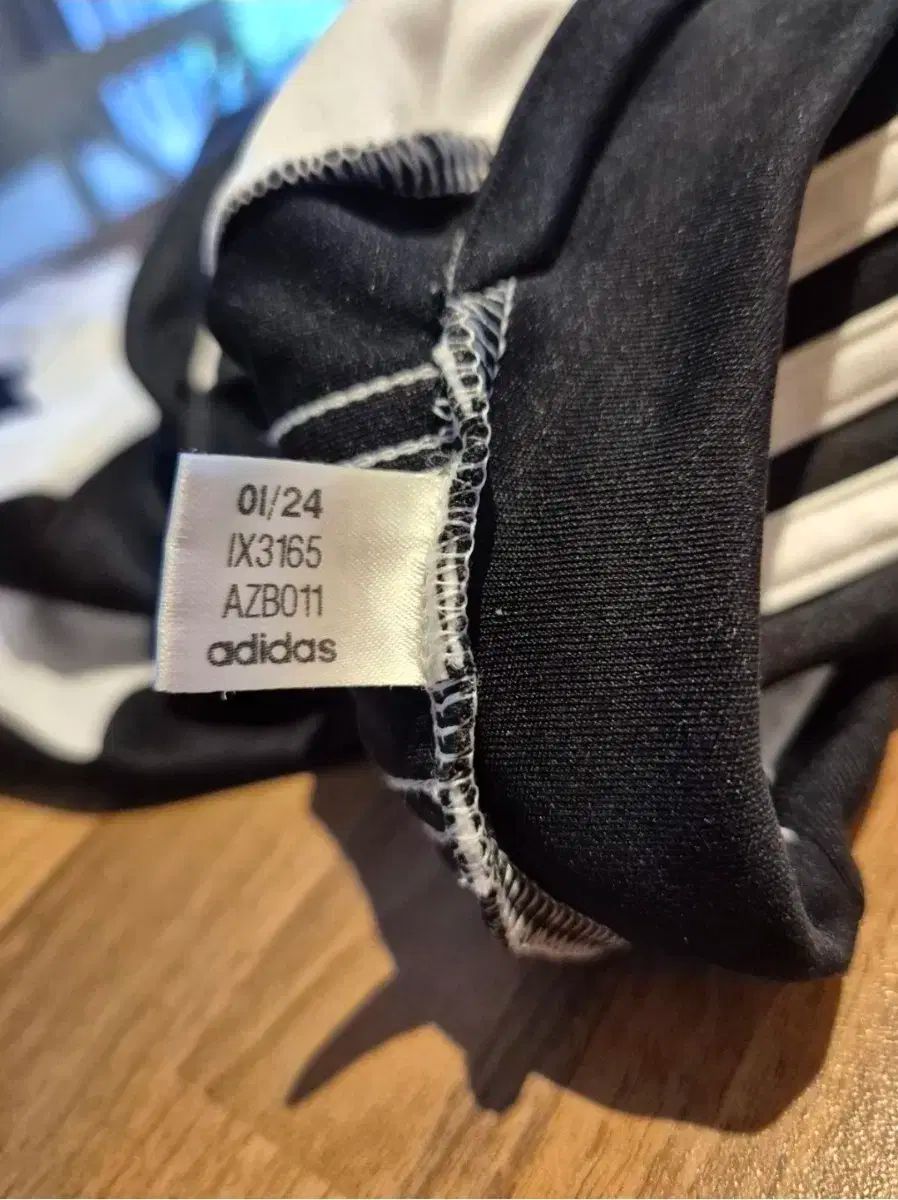 01/24
IX3165
AZB011
adidas